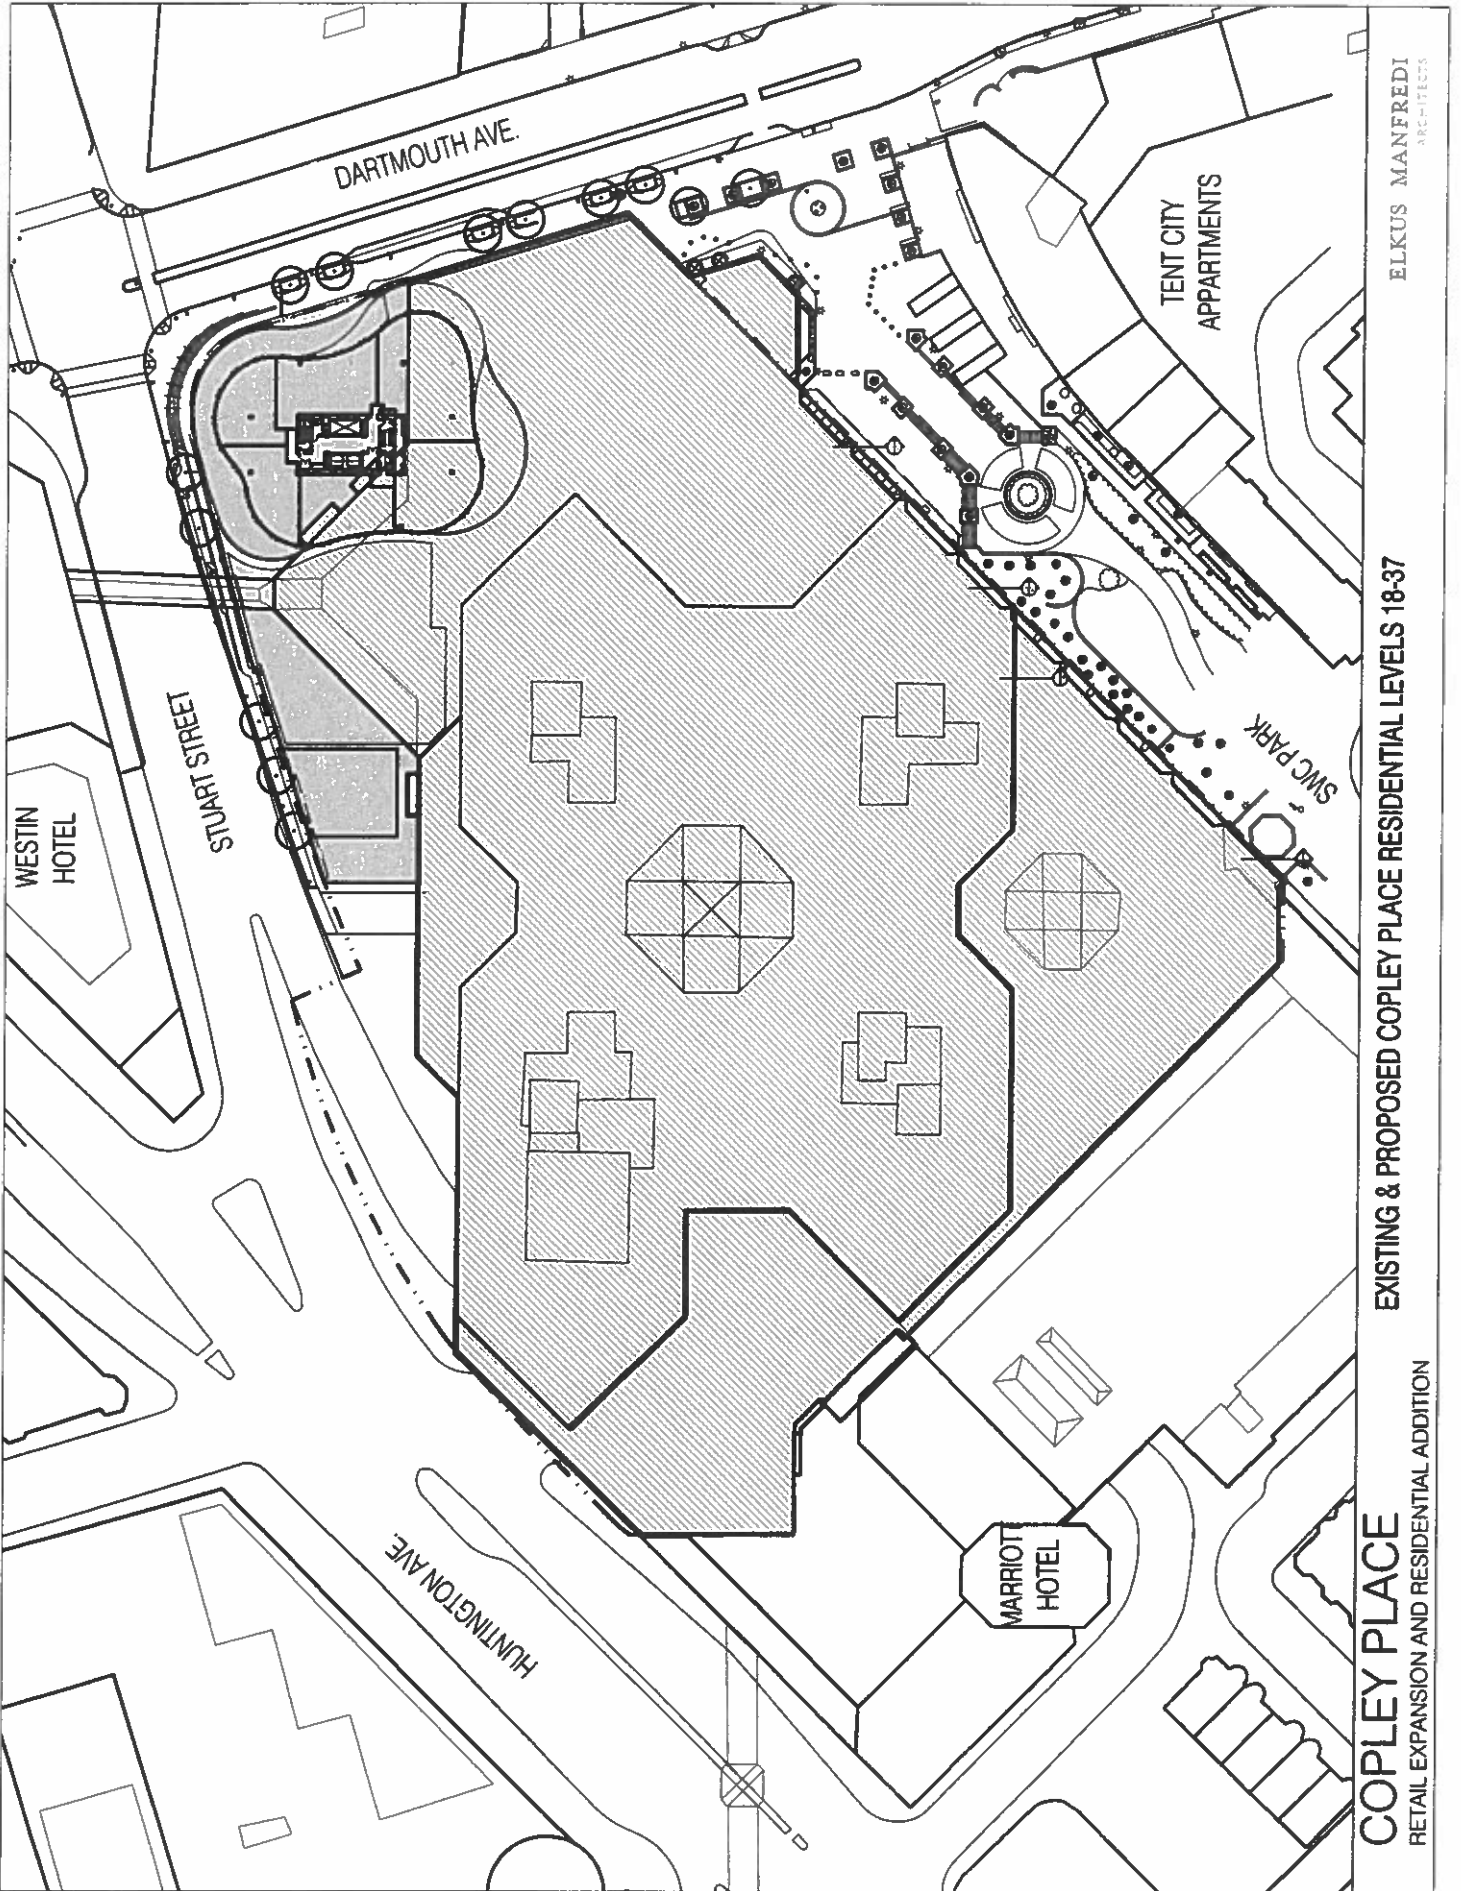 DARTMOUTH AVE.
WESTIN
HOTEL
STUART STREET
TENT CITY
APPARTMENTS
SWC PARK
HUNTINGTON AVE.
MARRIOTT
HOTEL
COPLEY PLACE
RETAIL EXPANSION AND RESIDENTIAL ADDITION
EXISTING & PROPOSED COPLEY PLACE RESIDENTIAL LEVELS 18-37
ELKUS MANFREDI
ARCHITECTS